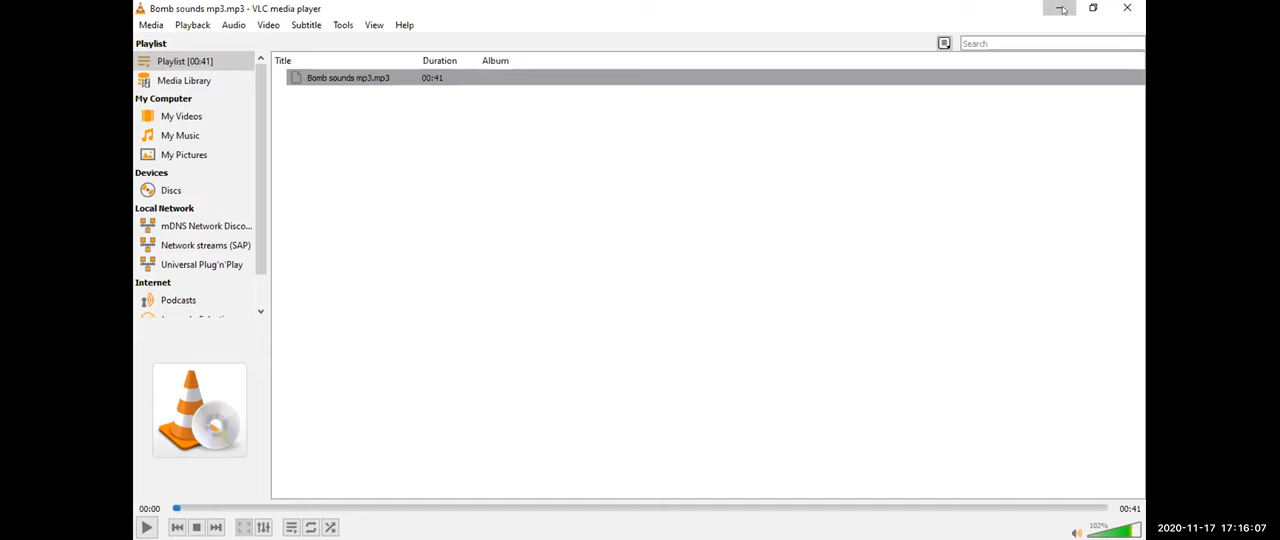 Bomb sounds mp3.mp3 - VLC media player
Media Playback Audio Video Subtitle Tools View Help
Playlist
Search
Playlist [00:41]
Media Library
My Computer
My Videos
My Music
My Pictures
Devices
Discs
Local Network
mDNS Network Disco...
Network streams (SAP)
Universal Plug'n'Play
Internet
Podcasts
Title Duration Album
Bomb sounds mp3.mp3 00:41
00:00
00:41
102%
2020-11-17 17:16:07